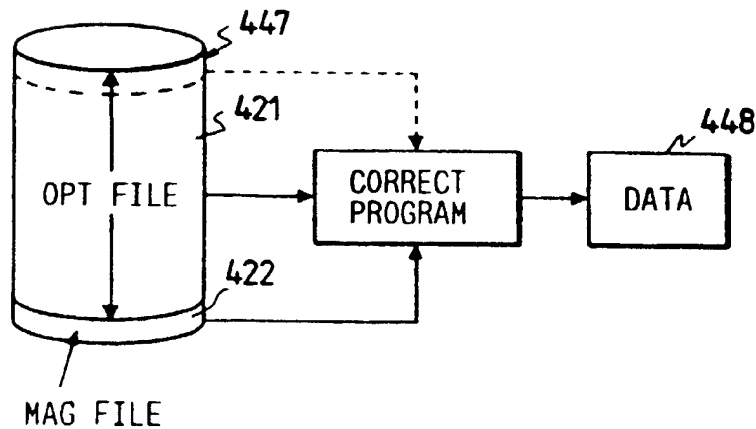 447
421
448
OPT FILE
CORRECT
PROGRAM
DATA
422
MAG FILE